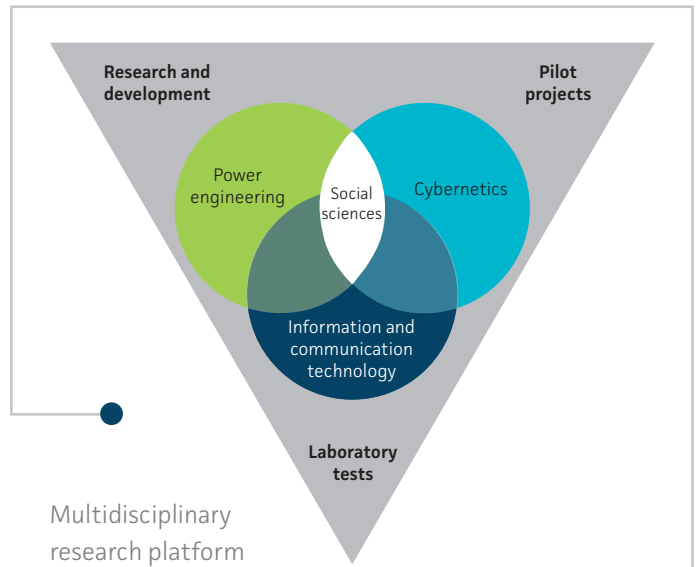 Research and
development
Pilot
projects
Power
engineering
Social
sciences
Cybernetics
Information and
communication
technology
Laboratory
tests
Multidisciplinary
research platform